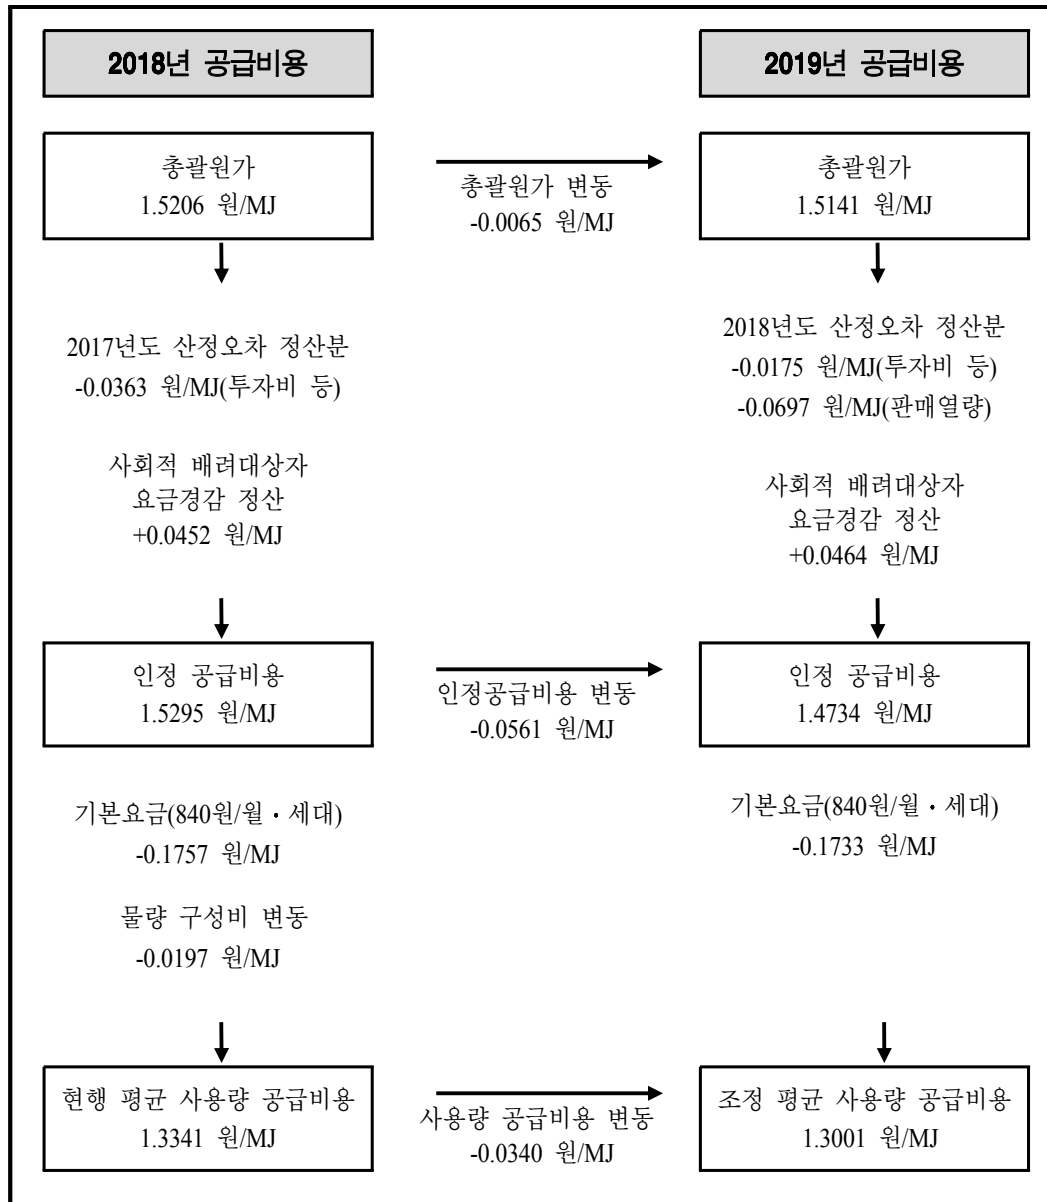 2018년 공급비용
2019년 공급비용
총괄원가
1.5206 원/MJ
총괄원가 변동
-0.0065 원/MJ
총괄원가
1.5141 원/MJ
2017년도 산정오차 정산분
-0.0363 원/MJ(투자비 등)
사회적 배려대상자
요금경감 정산
+0.0452 원/MJ
2018년도 산정오차 정산분
-0.0175 원/MJ(투자비 등)
-0.0697 원/MJ(판매열량)
사회적 배려대상자
요금경감 정산
+0.0464 원/MJ
인정 공급비용
1.5295 원/MJ
인정공급비용 변동
-0.0561 원/MJ
인정 공급비용
1.4734 원/MJ
기본요금(840원/월・세대)
-0.1757 원/MJ
물량 구성비 변동
-0.0197 원/MJ
기본요금(840원/월・세대)
-0.1733 원/MJ
현행 평균 사용량 공급비용
1.3341 원/MJ
사용량 공급비용 변동
-0.0340 원/MJ
조정 평균 사용량 공급비용
1.3001 원/MJ